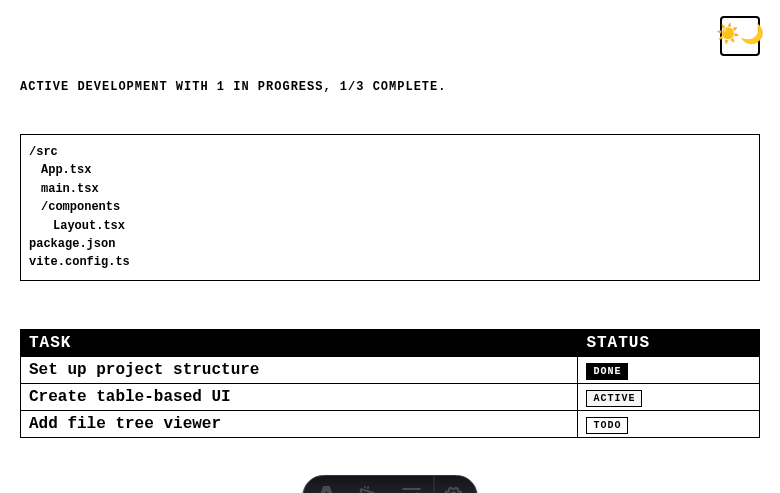 ACTIVE DEVELOPMENT WITH 1 IN PROGRESS, 1/3 COMPLETE.
/src
App.tsx
main.tsx
/components
Layout.tsx
package.json
vite.config.ts
TASK STATUS
Set up project structure DONE
Create table-based UI ACTIVE
Add file tree viewer TODO